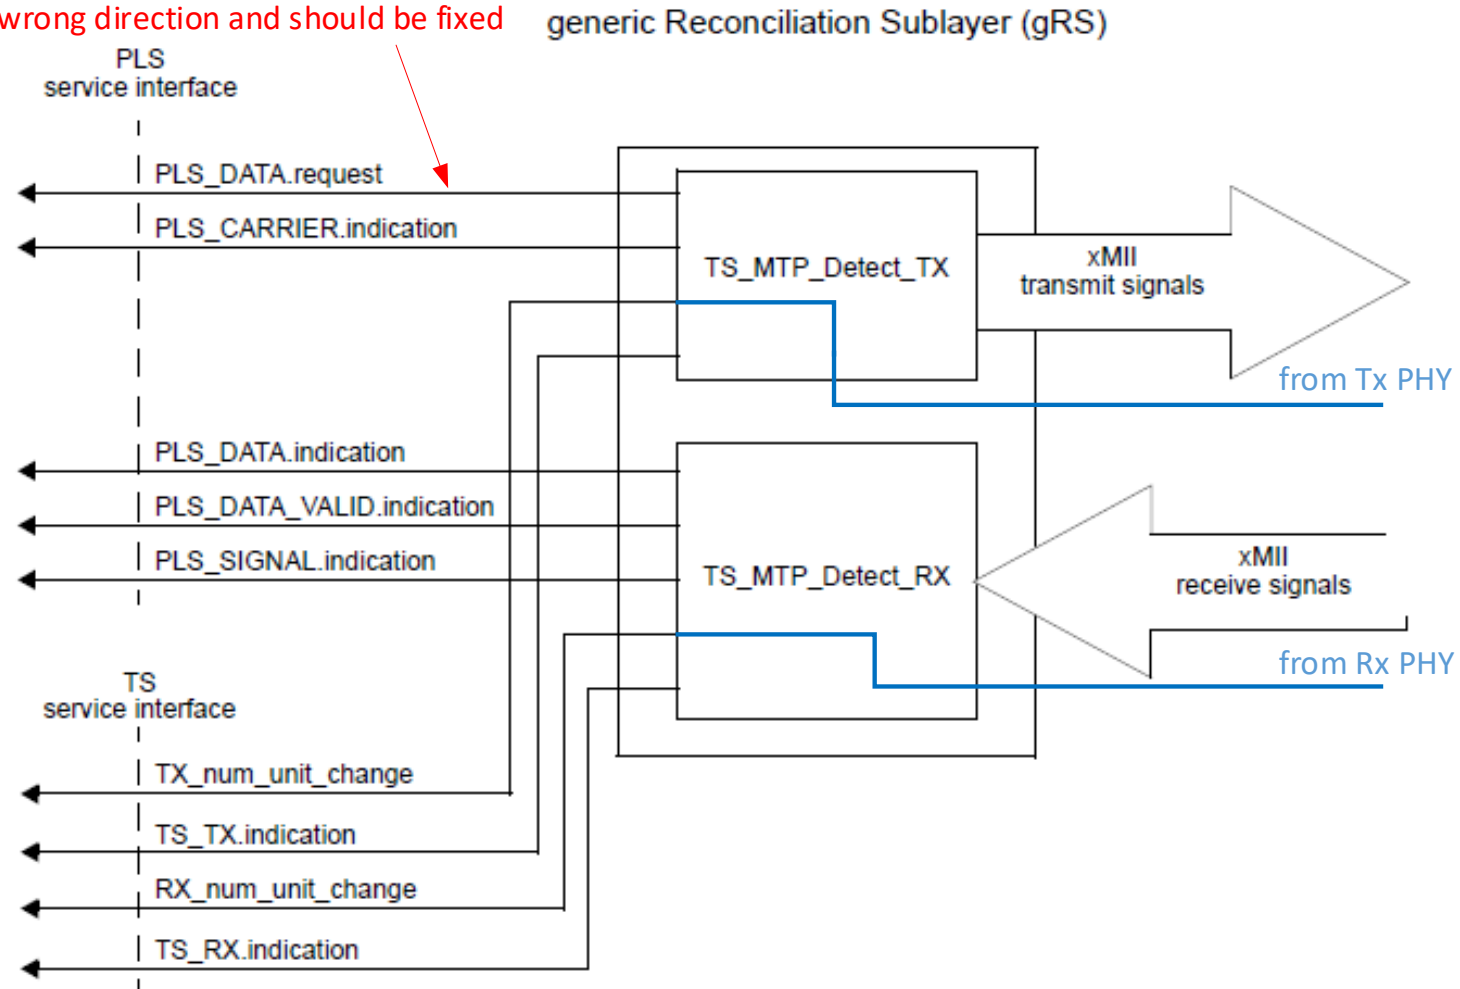 wrong direction and should be fixed
generic Reconciliation Sublayer (gRS)
PLS
service interface
PLS_DATA.request
PLS_CARRIER.indication
TS_MTP_Detect_TX
xMII
transmit signals
from Tx PHY
PLS_DATA.indication
PLS_DATA_VALID.indication
PLS_SIGNAL.indication
TS_MTP_Detect_RX
xMII
receive signals
from Rx PHY
TS
service interface
TX_num_unit_change
TS_TX.indication
RX_num_unit_change
TS_RX.indication